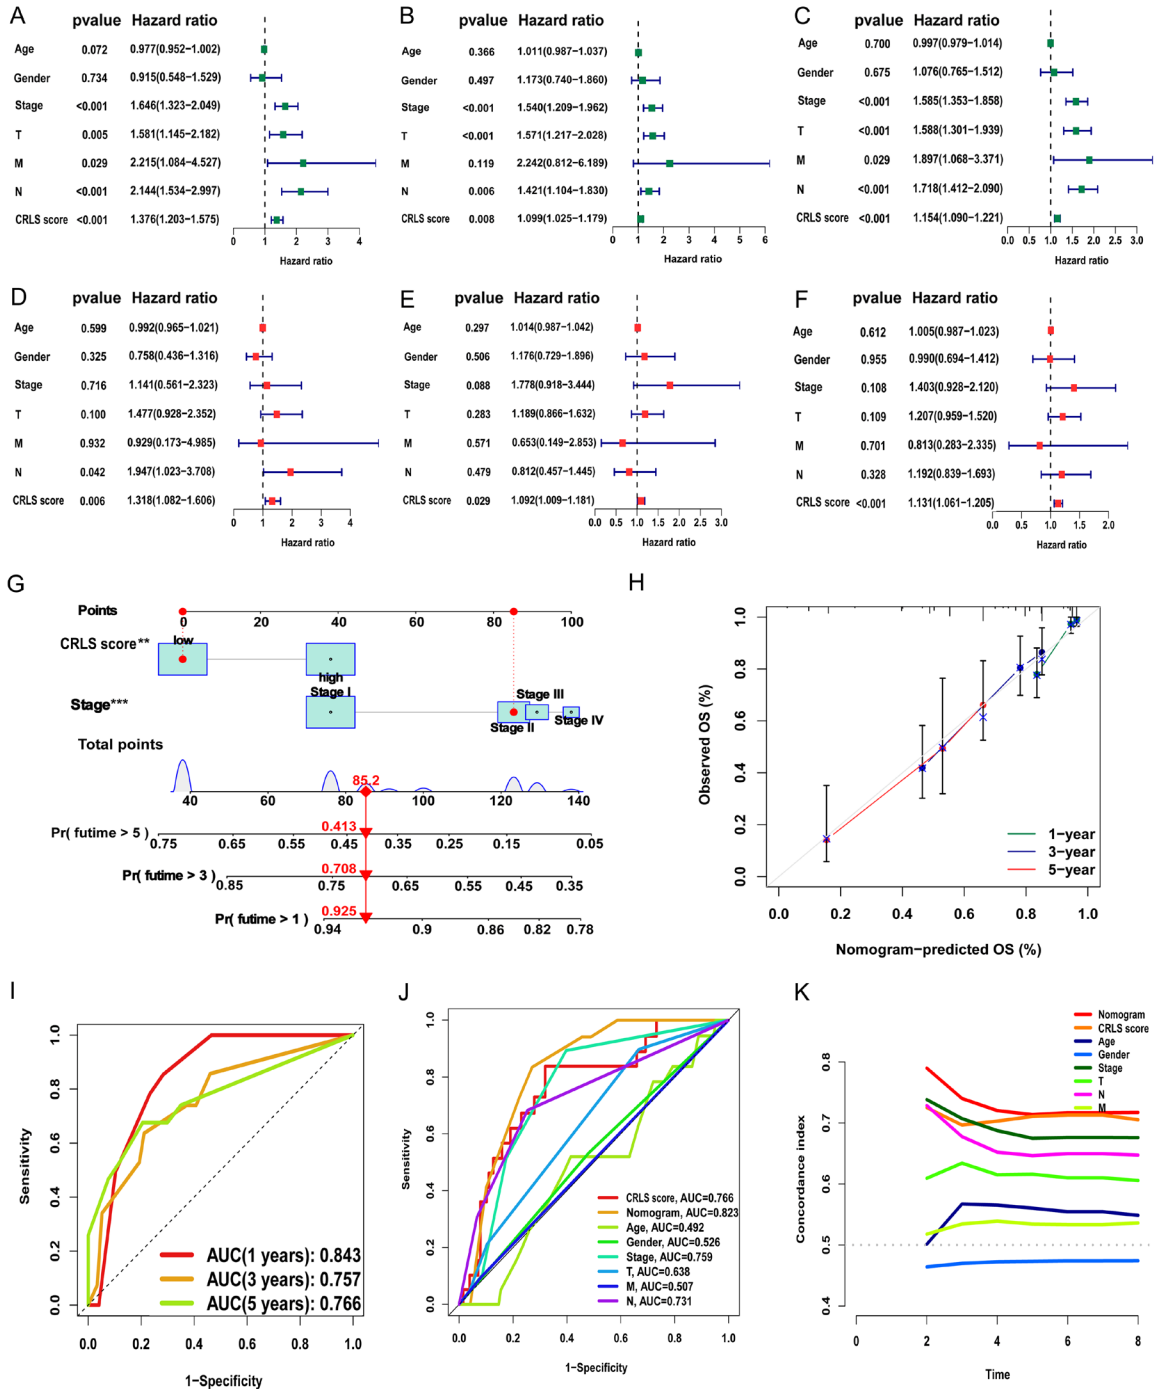 A
pvalue Hazard ratio
Age 0.072 0.977(0.952−1.002)
Gender 0.734 0.915(0.548−1.529)
Stage <0.001 1.646(1.323−2.049)
T 0.005 1.581(1.145−2.182)
M 0.029 2.215(1.084−4.527)
N <0.001 2.144(1.534−2.997)
CRLS score <0.001 1.376(1.203−1.575)
0 1 2 3 4
Hazard ratio
B
pvalue Hazard ratio
Age 0.366 1.011(0.987−1.037)
Gender 0.497 1.173(0.740−1.860)
Stage <0.001 1.540(1.209−1.962)
T <0.001 1.571(1.217−2.028)
M 0.119 2.242(0.812−6.189)
N 0.006 1.421(1.104−1.830)
CRLS score 0.008 1.099(1.025−1.179)
0 1 2 3 4 5 6
Hazard ratio
C
pvalue Hazard ratio
Age 0.700 0.997(0.979−1.014)
Gender 0.675 1.076(0.765−1.512)
Stage <0.001 1.585(1.353−1.858)
T <0.001 1.588(1.301−1.939)
M 0.029 1.897(1.068−3.371)
N <0.001 1.718(1.412−2.090)
CRLS score <0.001 1.154(1.090−1.221)
0.0 0.5 1.0 1.5 2.0 2.5 3.0
Hazard ratio
D
pvalue Hazard ratio
Age 0.599 0.992(0.965−1.021)
Gender 0.325 0.758(0.436−1.316)
Stage 0.716 1.141(0.561−2.323)
T 0.100 1.477(0.928−2.352)
M 0.932 0.929(0.173−4.985)
N 0.042 1.947(1.023−3.708)
CRLS score 0.006 1.318(1.082−1.606)
0 1 2 3 4
Hazard ratio
E
pvalue Hazard ratio
Age 0.297 1.014(0.987−1.042)
Gender 0.506 1.176(0.729−1.896)
Stage 0.088 1.778(0.918−3.444)
T 0.283 1.189(0.866−1.632)
M 0.571 0.653(0.149−2.853)
N 0.479 0.812(0.457−1.445)
CRLS score 0.029 1.092(1.009−1.181)
0.0 0.5 1.0 1.5 2.0 2.5 3.0
Hazard ratio
F
pvalue Hazard ratio
Age 0.612 1.005(0.987−1.023)
Gender 0.955 0.990(0.694−1.412)
Stage 0.108 1.403(0.928−2.120)
T 0.109 1.207(0.959−1.520)
M 0.701 0.813(0.283−2.335)
N 0.328 1.192(0.839−1.693)
CRLS score <0.001 1.131(1.061−1.205)
0.0 0.5 1.0 1.5 2.0
Hazard ratio
G
Points
0 20 40 60 80 100
CRLS score**
low
high
Stage***
Stage I
Stage III
Stage II
Stage IV
Total points
85.2
40 60 80 100 120 140
Pr( futime > 5 )
0.413
0.75 0.65 0.55 0.45 0.35 0.25 0.15 0.05
Pr( futime > 3 )
0.708
0.85 0.75 0.65 0.55 0.45 0.35
Pr( futime > 1 )
0.925
0.94 0.9 0.86 0.82 0.78
H
Observed OS (%)
1.0
0.8
0.6
0.4
0.2
0.0
1−year
3−year
5−year
0.0 0.2 0.4 0.6 0.8 1.0
Nomogram−predicted OS (%)
I
Sensitivity
1.0
0.8
0.6
0.4
0.2
0.0
AUC(1 years): 0.843
AUC(3 years): 0.757
AUC(5 years): 0.766
0.0 0.2 0.4 0.6 0.8 1.0
1−Specificity
J
Sensitivity
1.0
0.8
0.6
0.4
0.2
0.0
CRLS score, AUC=0.766
Nomogram, AUC=0.823
Age, AUC=0.492
Gender, AUC=0.526
Stage, AUC=0.759
T, AUC=0.638
M, AUC=0.507
N, AUC=0.731
0.0 0.2 0.4 0.6 0.8 1.0
1−Specificity
K
Nomogram
CRLS score
Age
Gender
Stage
T
N
M
Concordance index
0.8
0.7
0.6
0.5
0.4
0 2 4 6 8
Time